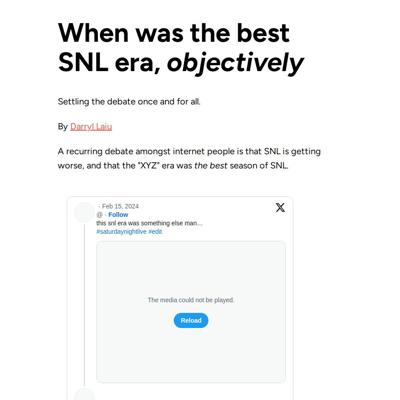 When was the best
SNL era, objectively
Settling the debate once and for all.
By Darryl Laiu
A recurring debate amongst internet people is that SNL is getting
worse, and that the "XYZ" era was the best season of SNL.
· Feb 15, 2024
@ · Follow
this snl era was something else man...
#saturdaynightlive #edit
The media could not be played.
Reload